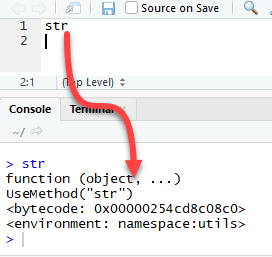 Source on Save
1 str
2
2:1 (Top Level)
Console Terminal
~/
> str
function (object, ...)
UseMethod("str")
<bytecode: 0x00000254cd8c08c0>
<environment: namespace:utils>
>